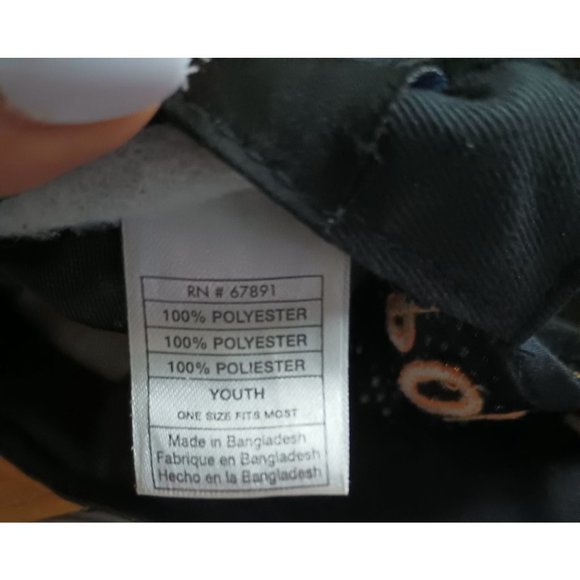 RN # 67891
100% POLYESTER
100% POLYESTER
100% POLIESTER
YOUTH
ONE SIZE FITS MOST
Made in Bangladesh
Fabrique en Bangladesh
Hecho en la Bangladesh